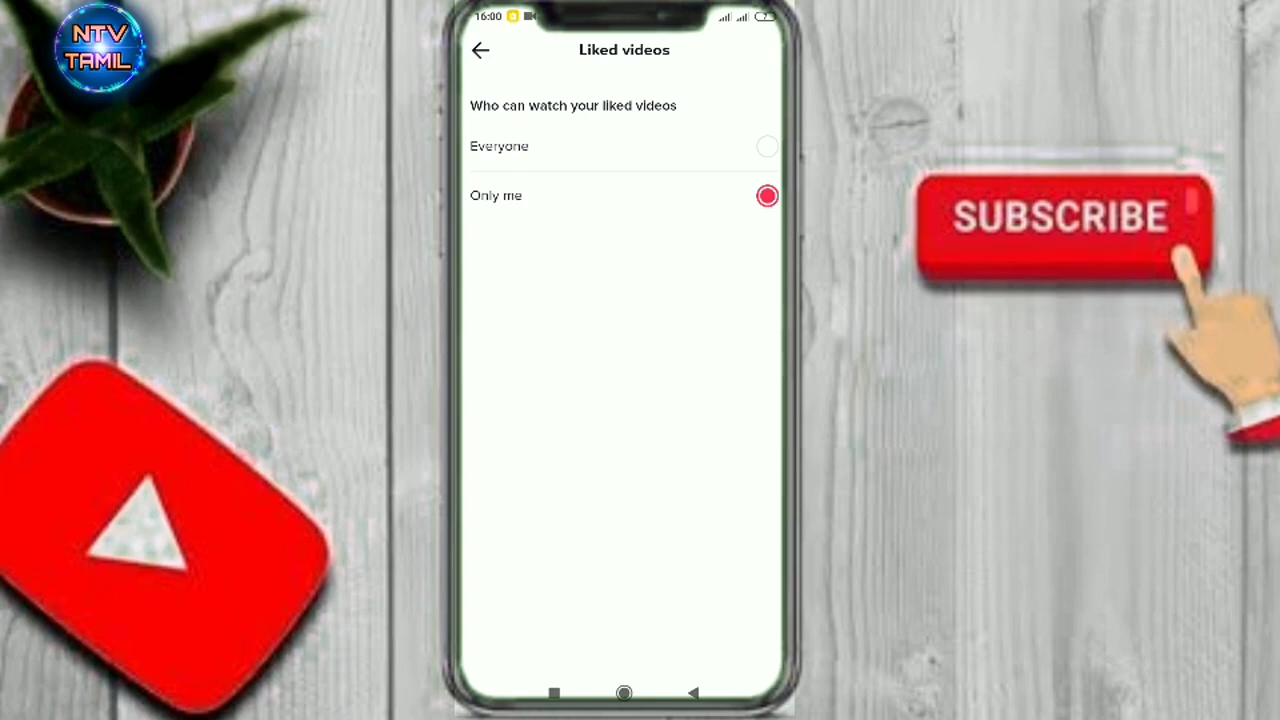 NTV
TAMIL
16:00
Liked videos
Who can watch your liked videos
Everyone
Only me
SUBSCRIBE